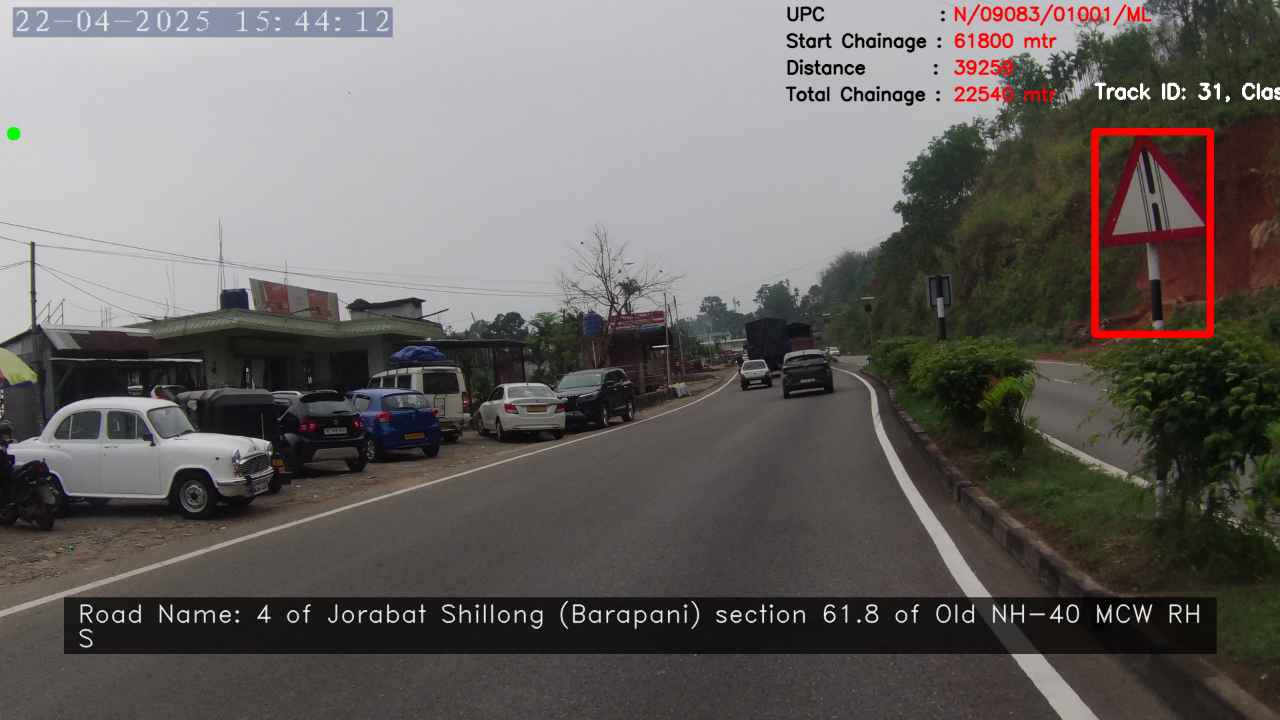 22-04-2025 15:44:12
UPC : N/09083/01001/ML
Start Chainage : 61800 mtr
Distance : 39259
Total Chainage : 22540 mtr
Track ID: 31, Clas
Road Name: 4 of Jorabat Shillong (Barapani) section 61.8 of Old NH-40 MCW RH
S